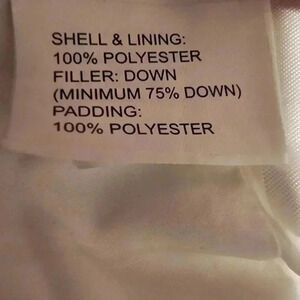 SHELL & LINING:
100% POLYESTER
FILLER: DOWN
(MINIMUM 75% DOWN)
PADDING:
100% POLYESTER